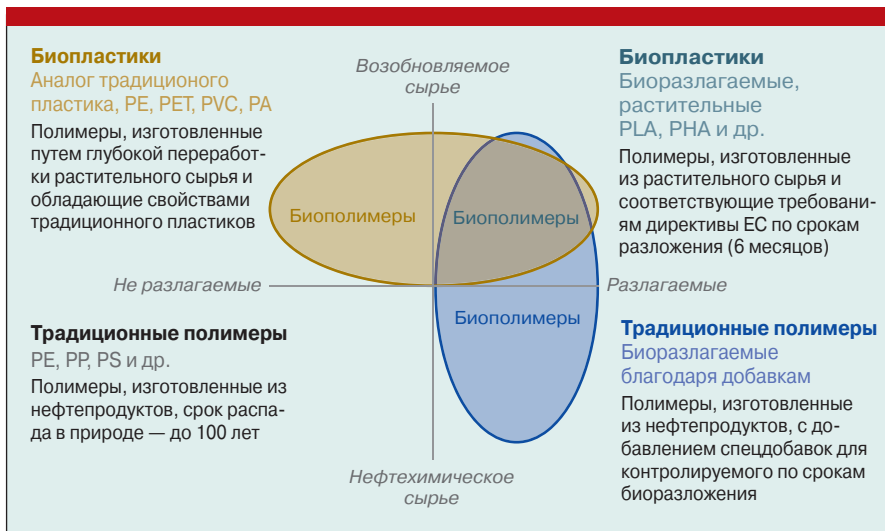 Биопластики
Аналог традиционого
пластика, PE, PET, PVC, PA
Полимеры, изготовленные
путем глубокой переработ-
ки растительного сырья и
обладающие свойствами
традиционного пластиков
Возобновляемое
сырье
Биопластики
Биоразлагаемые,
растительные
PLA, PHA и др.
Полимеры, изготовленные
из растительного сырья и
соответствующие требовани-
ям директивы ЕС по срокам
разложения (6 месяцов)
Биополимеры
Биополимеры
Не разлагаемые
Разлагаемые
Биополимеры
Традиционные полимеры
PE, PP, PS и др.
Полимеры, изготовленные из
нефтепродуктов, срок распа-
да в природе — до 100 лет
Традиционные полимеры
Биоразлагаемые
благодаря добавкам
Полимеры, изготовленные
из нефтепродуктов, с до-
бавлением спецдобавок для
контролируемого по срокам
биоразложения
Нефтехимическое
сырье